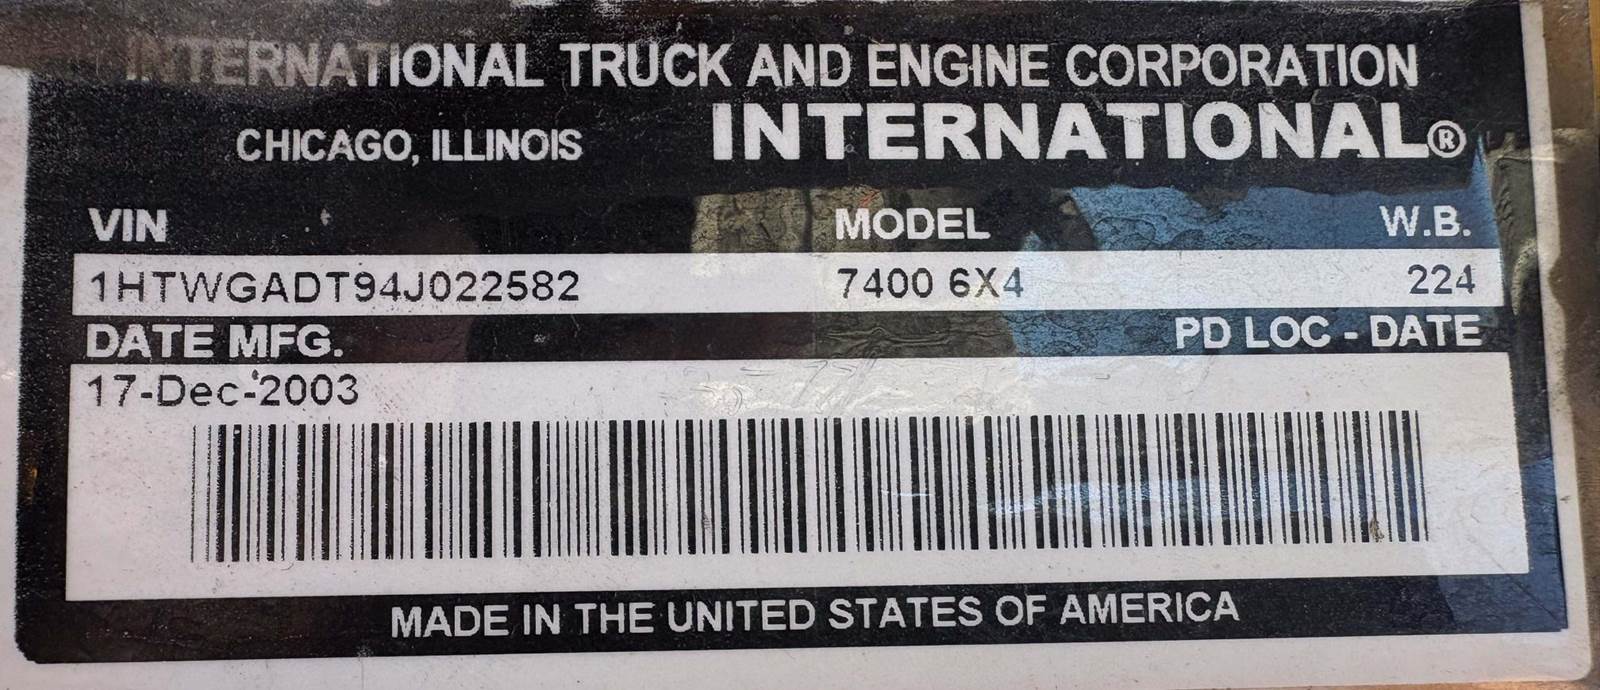 INTERNATIONAL TRUCK AND ENGINE CORPORATION
CHICAGO, ILLINOIS INTERNATIONAL®
VIN MODEL W.B.
1HTWGADT94J022582 7400 6X4 224
DATE MFG. PD LOC - DATE
17-Dec-2003
MADE IN THE UNITED STATES OF AMERICA